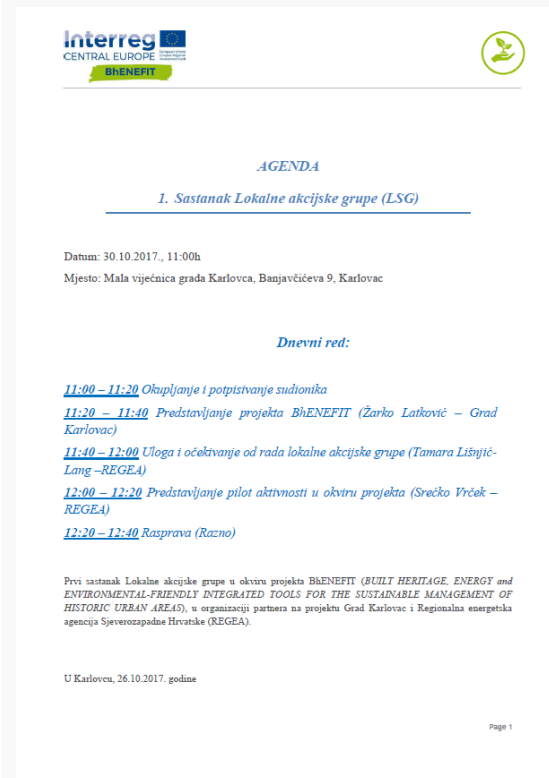 Interreg
CENTRAL EUROPE
European Union
European Regional
Development Fund
BhENEFIT
AGENDA
1. Sastanak Lokalne akcijske grupe (LSG)
Datum: 30.10.2017., 11:00h
Mjesto: Mala vijećnica grada Karlovca, Banjavčićeva 9, Karlovac
Dnevni red:
11:00 – 11:20 Okupljanje i potpisivanje sudionika
11:20 – 11:40 Predstavljanje projekta BhENEFIT (Žarko Latković – Grad
Karlovac)
11:40 – 12:00 Uloga i očekivanje od rada lokalne akcijske grupe (Tamara Lišnjić-
Lang –REGEA)
12:00 – 12:20 Predstavljanje pilot aktivnosti u okviru projekta (Srećko Vrček –
REGEA)
12:20 – 12:40 Rasprava (Razno)
Prvi sastanak Lokalne akcijske grupe u okviru projekta BhENEFIT (BUILT HERITAGE, ENERGY and
ENVIRONMENTAL-FRIENDLY INTEGRATED TOOLS FOR THE SUSTAINABLE MANAGEMENT OF
HISTORIC URBAN AREAS), u organizaciji partnera na projektu Grad Karlovac i Regionalna energetska
agencija Sjeverozapadne Hrvatske (REGEA).
U Karlovcu, 26.10.2017. godine
Page 1